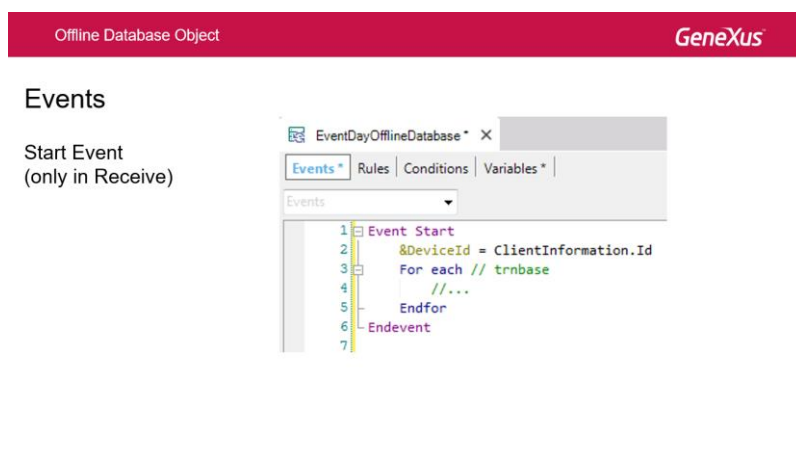 Offline Database Object
GeneXus
Events
Start Event
(only in Receive)
EventDayOfflineDatabase * X
Events * | Rules | Conditions | Variables * |
Events
1 Event Start
2 &DeviceId = ClientInformation.Id
3 For each // trnbase
4 //...
5 Endfor
6 Endevent
7